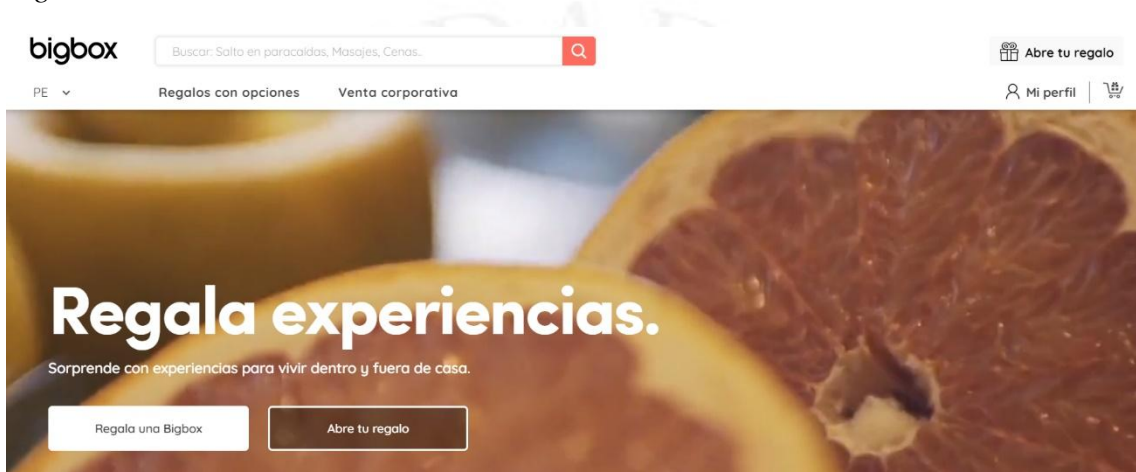 bigbox
Buscar: Salto en paracaídas, Masajes, Cenas..
Abre tu regalo
PE
Regalos con opciones
Venta corporativa
Mi perfil
Regala experiencias.
Sorprende con experiencias para vivir dentro y fuera de casa.
Regala una Bigbox
Abre tu regalo